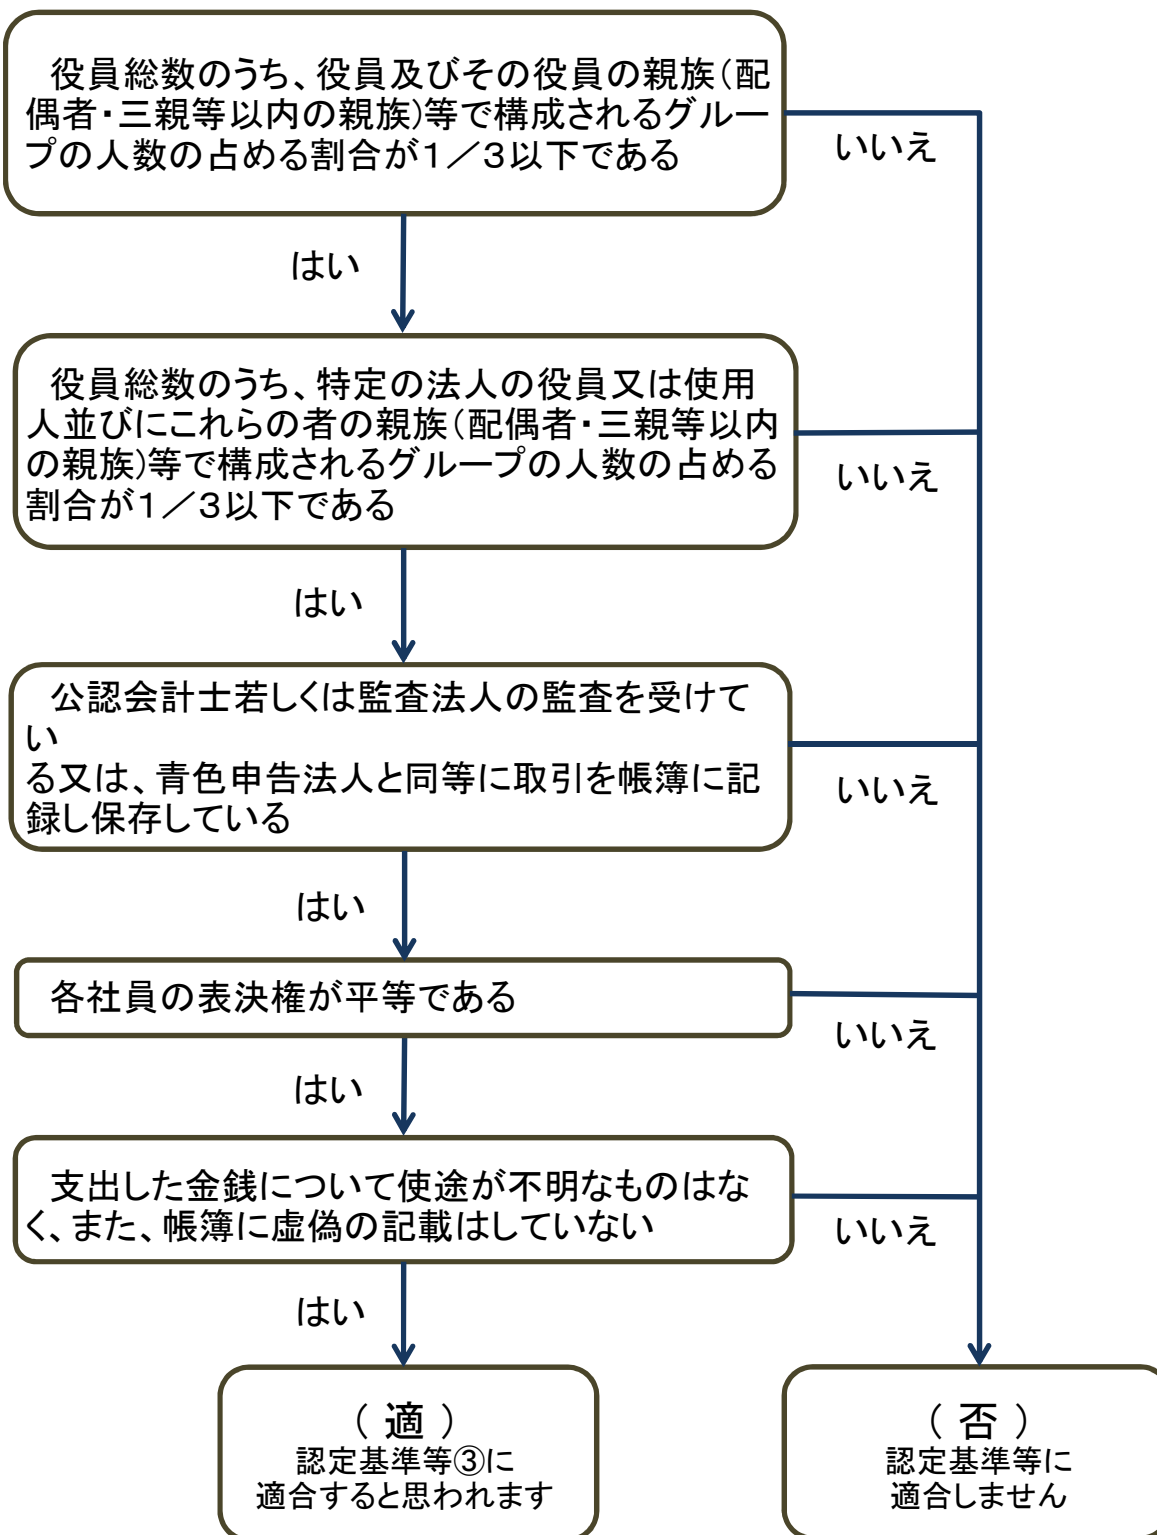 役員総数のうち、役員及びその役員の親族(配
偶者・三親等以内の親族)等で構成されるグルー
プの人数の占める割合が1/3以下である
いいえ
はい
役員総数のうち、特定の法人の役員又は使用
人並びにこれらの者の親族(配偶者・三親等以内
の親族)等で構成されるグループの人数の占める
割合が1/3以下である
いいえ
はい
公認会計士若しくは監査法人の監査を受けて
い
る又は、青色申告法人と同等に取引を帳簿に記
録し保存している
いいえ
はい
各社員の表決権が平等である
いいえ
はい
支出した金銭について使途が不明なものはな
く、また、帳簿に虚偽の記載はしていない
いいえ
はい
( 適 )
認定基準等③に
適合すると思われます
( 否 )
認定基準等に
適合しません